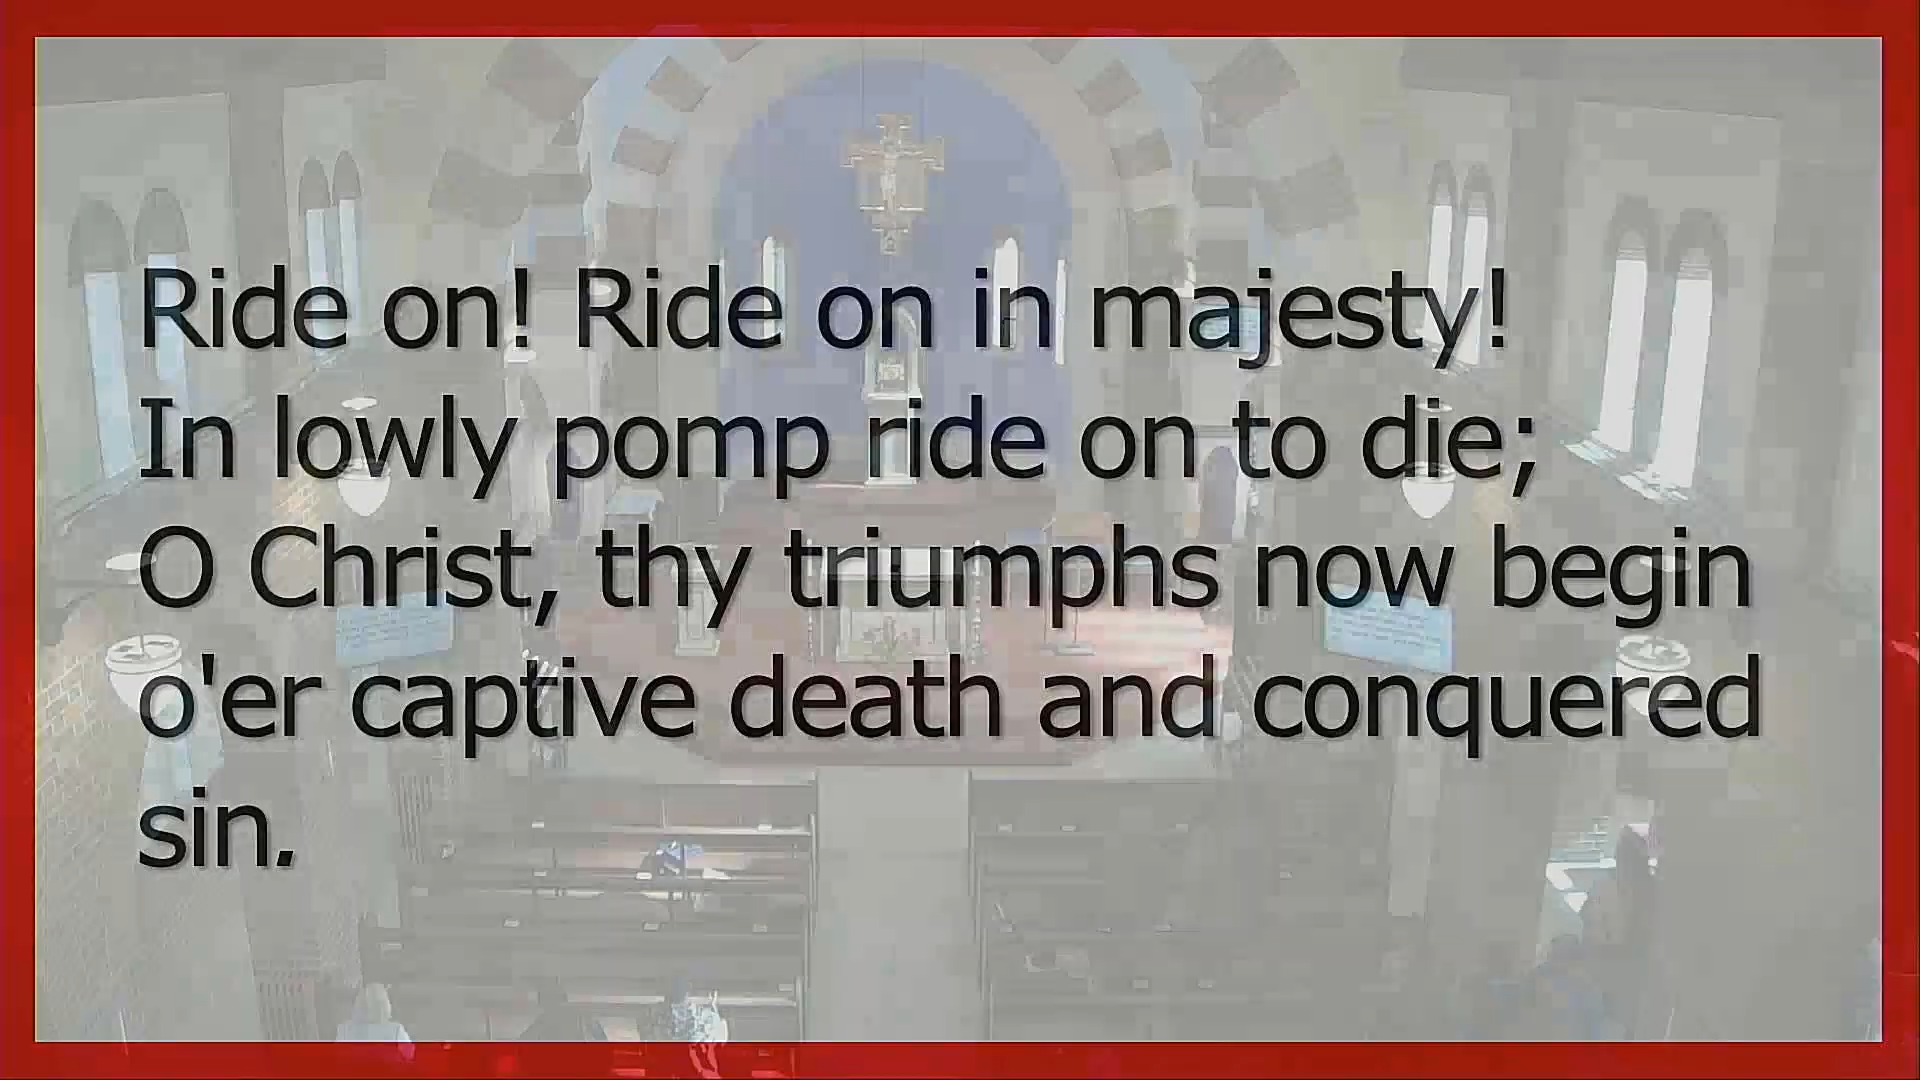 Ride on! Ride on in majesty!
In lowly pomp ride on to die;
O Christ, thy triumphs now begin
o'er captive death and conquered
sin.